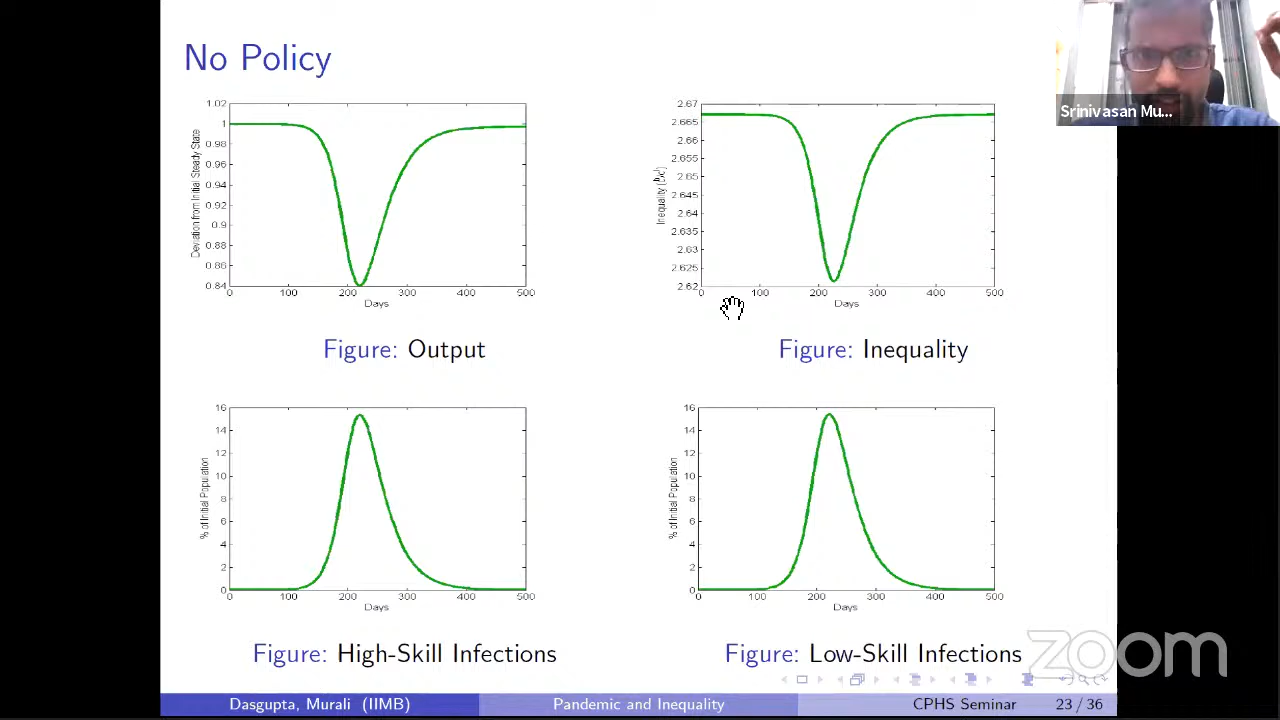 No Policy
Srinivasan Mu...
1.02
1
0.98
0.96
0.94
0.92
0.9
0.88
0.86
0.84
Deviation from Initial Steady State
0 100 200 300 400 500
Days
Figure: Output
2.67
2.665
2.66
2.655
2.65
2.645
2.64
2.635
2.63
2.625
2.62
0 100 200 300 400 500
Days
Figure: Inequality
16
14
12
10
8
6
4
2
0
% of Initial Population
0 100 200 300 400 500
Days
Figure: High-Skill Infections
16
14
12
10
8
6
4
2
0
% of Initial Population
0 100 200 300 400 500
Days
Figure: Low-Skill Infections
zoom
Dasgupta, Murali (IIMB) Pandemic and Inequality CPHS Seminar 23 / 36